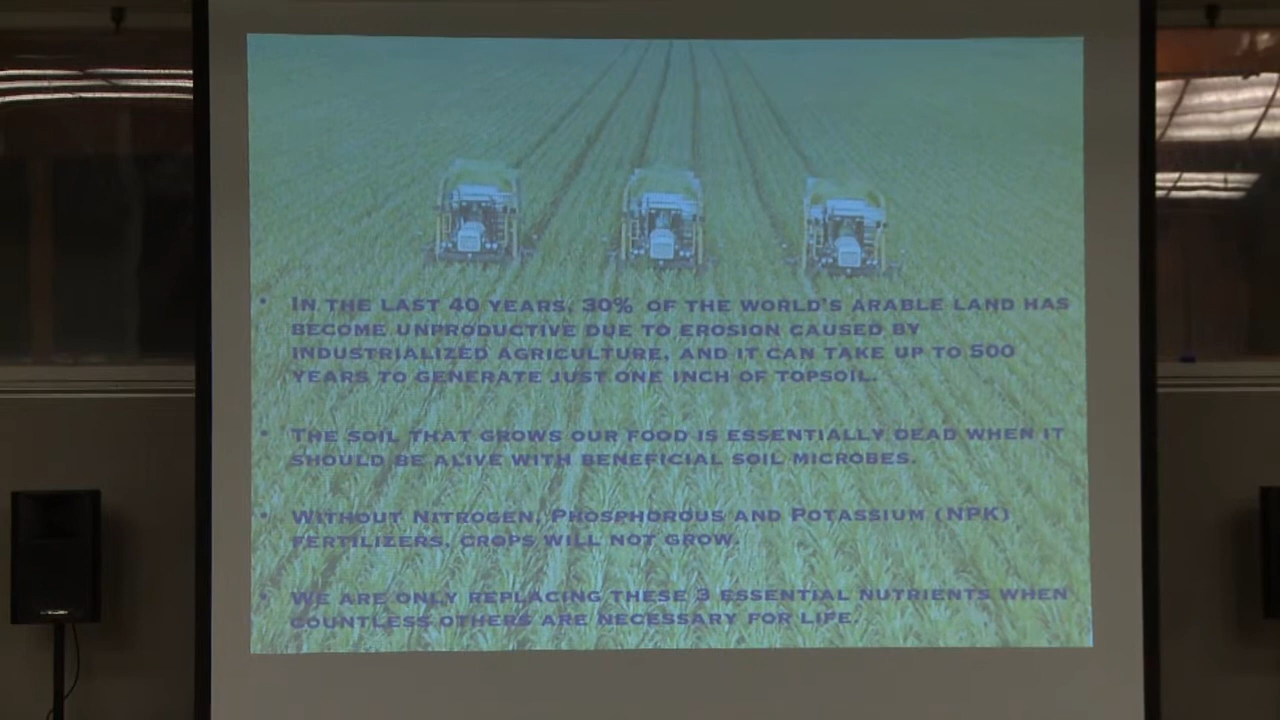 • IN THE LAST 40 YEARS, 30% OF THE WORLD'S ARABLE LAND HAS
BECOME UNPRODUCTIVE DUE TO EROSION CAUSED BY
INDUSTRIALIZED AGRICULTURE, AND IT CAN TAKE UP TO 500
YEARS TO GENERATE JUST ONE INCH OF TOPSOIL.
• THE SOIL THAT GROWS OUR FOOD IS ESSENTIALLY DEAD WHEN IT
SHOULD BE ALIVE WITH BENEFICIAL SOIL MICROBES.
• WITHOUT NITROGEN, PHOSPHOROUS AND POTASSIUM (NPK)
FERTILIZERS, CROPS WILL NOT GROW.
• WE ARE ONLY REPLACING THESE 3 ESSENTIAL NUTRIENTS WHEN
COUNTLESS OTHERS ARE NECESSARY FOR LIFE.